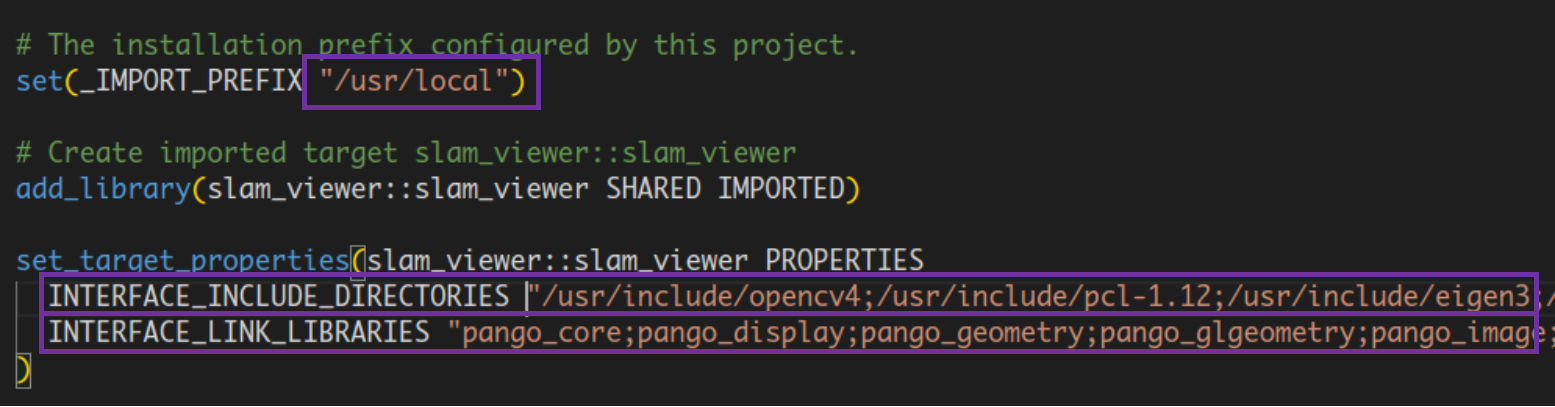 # The installation prefix configured by this project.
set(_IMPORT_PREFIX "/usr/local")
# Create imported target slam_viewer::slam_viewer
add_library(slam_viewer::slam_viewer SHARED IMPORTED)
set_target_properties(slam_viewer::slam_viewer PROPERTIES
INTERFACE_INCLUDE_DIRECTORIES "/usr/include/opencv4;/usr/include/pcl-1.12;/usr/include/eigen3;/
INTERFACE_LINK_LIBRARIES "pango_core;pango_display;pango_geometry;pango_glgeometry;pango_image;
)